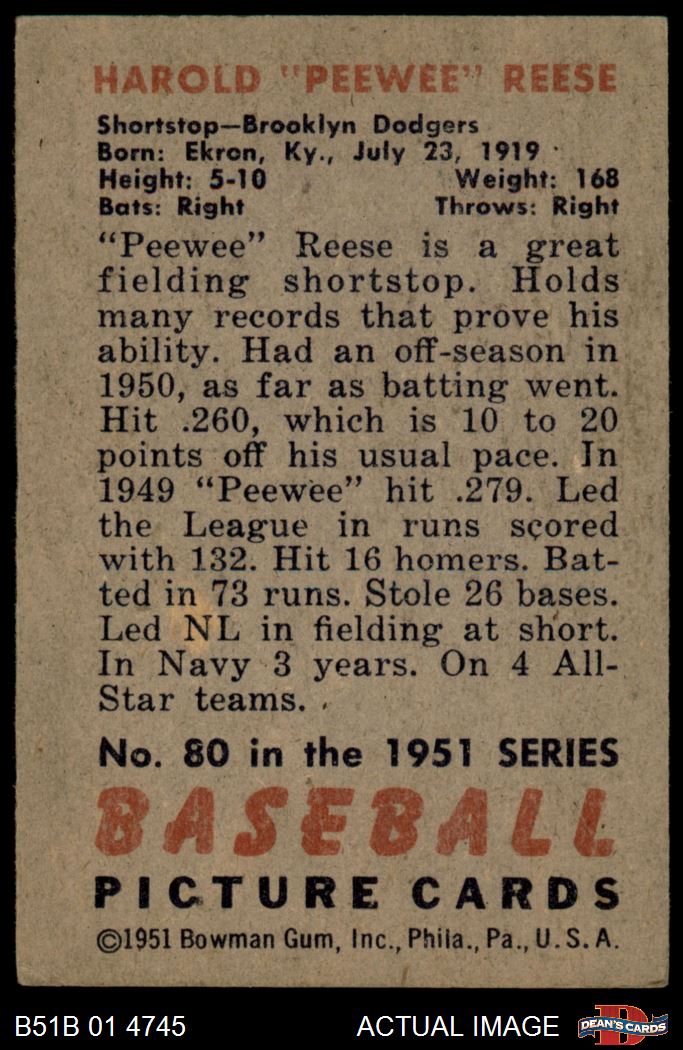 HAROLD "PEEWEE" REESE
Shortstop—Brooklyn Dodgers
Born: Ekron, Ky., July 23, 1919
Height: 5-10 Weight: 168
Bats: Right Throws: Right
"Peewee" Reese is a great
fielding shortstop. Holds
many records that prove his
ability. Had an off-season in
1950, as far as batting went.
Hit .260, which is 10 to 20
points off his usual pace. In
1949 "Peewee" hit .279. Led
the League in runs scored
with 132. Hit 16 homers. Bat-
ted in 73 runs. Stole 26 bases.
Led NL in fielding at short.
In Navy 3 years. On 4 All-
Star teams.
No. 80 in the 1951 SERIES
BASEBALL
PICTURE CARDS
©1951 Bowman Gum, Inc., Phila., Pa., U.S.A.
B51B 01 4745 ACTUAL IMAGE DEAN'S CARDS